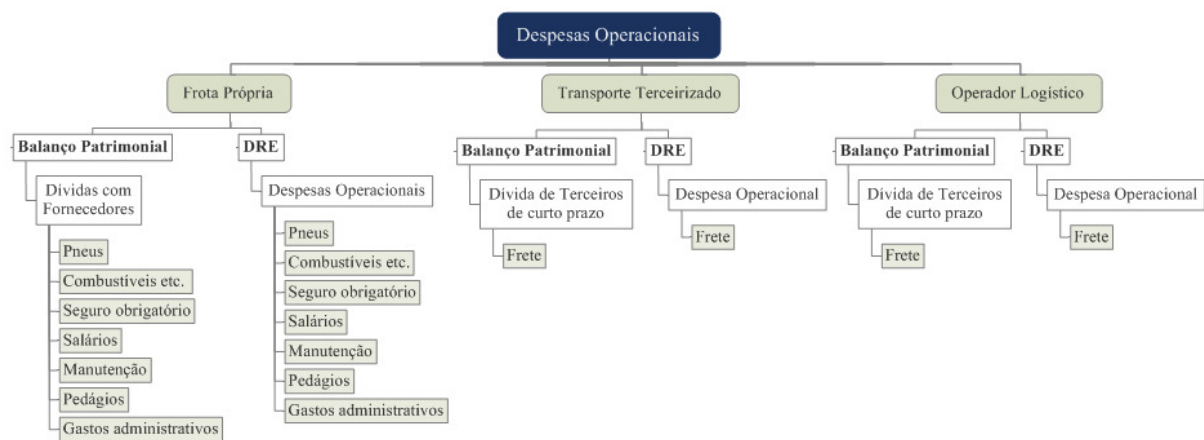 Despesas Operacionais
Frota Própria
Transporte Terceirizado
Operador Logístico
Balanço Patrimonial
DRE
Dívidas com
Fornecedores
Pneus
Combustíveis etc.
Seguro obrigatório
Salários
Manutenção
Pedágios
Gastos administrativos
Despesas Operacionais
Pneus
Combustíveis etc.
Seguro obrigatório
Salários
Manutenção
Pedágios
Gastos administrativos
Balanço Patrimonial
DRE
Dívida de Terceiros
de curto prazo
Frete
Despesa Operacional
Frete
Balanço Patrimonial
DRE
Dívida de Terceiros
de curto prazo
Frete
Despesa Operacional
Frete